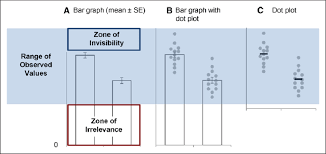 A Bar graph (mean ± SE)
B Bar graph with
dot plot
C Dot plot
Zone of
Invisibility
Range of
Observed
Values
Zone of
Irrelevance
0